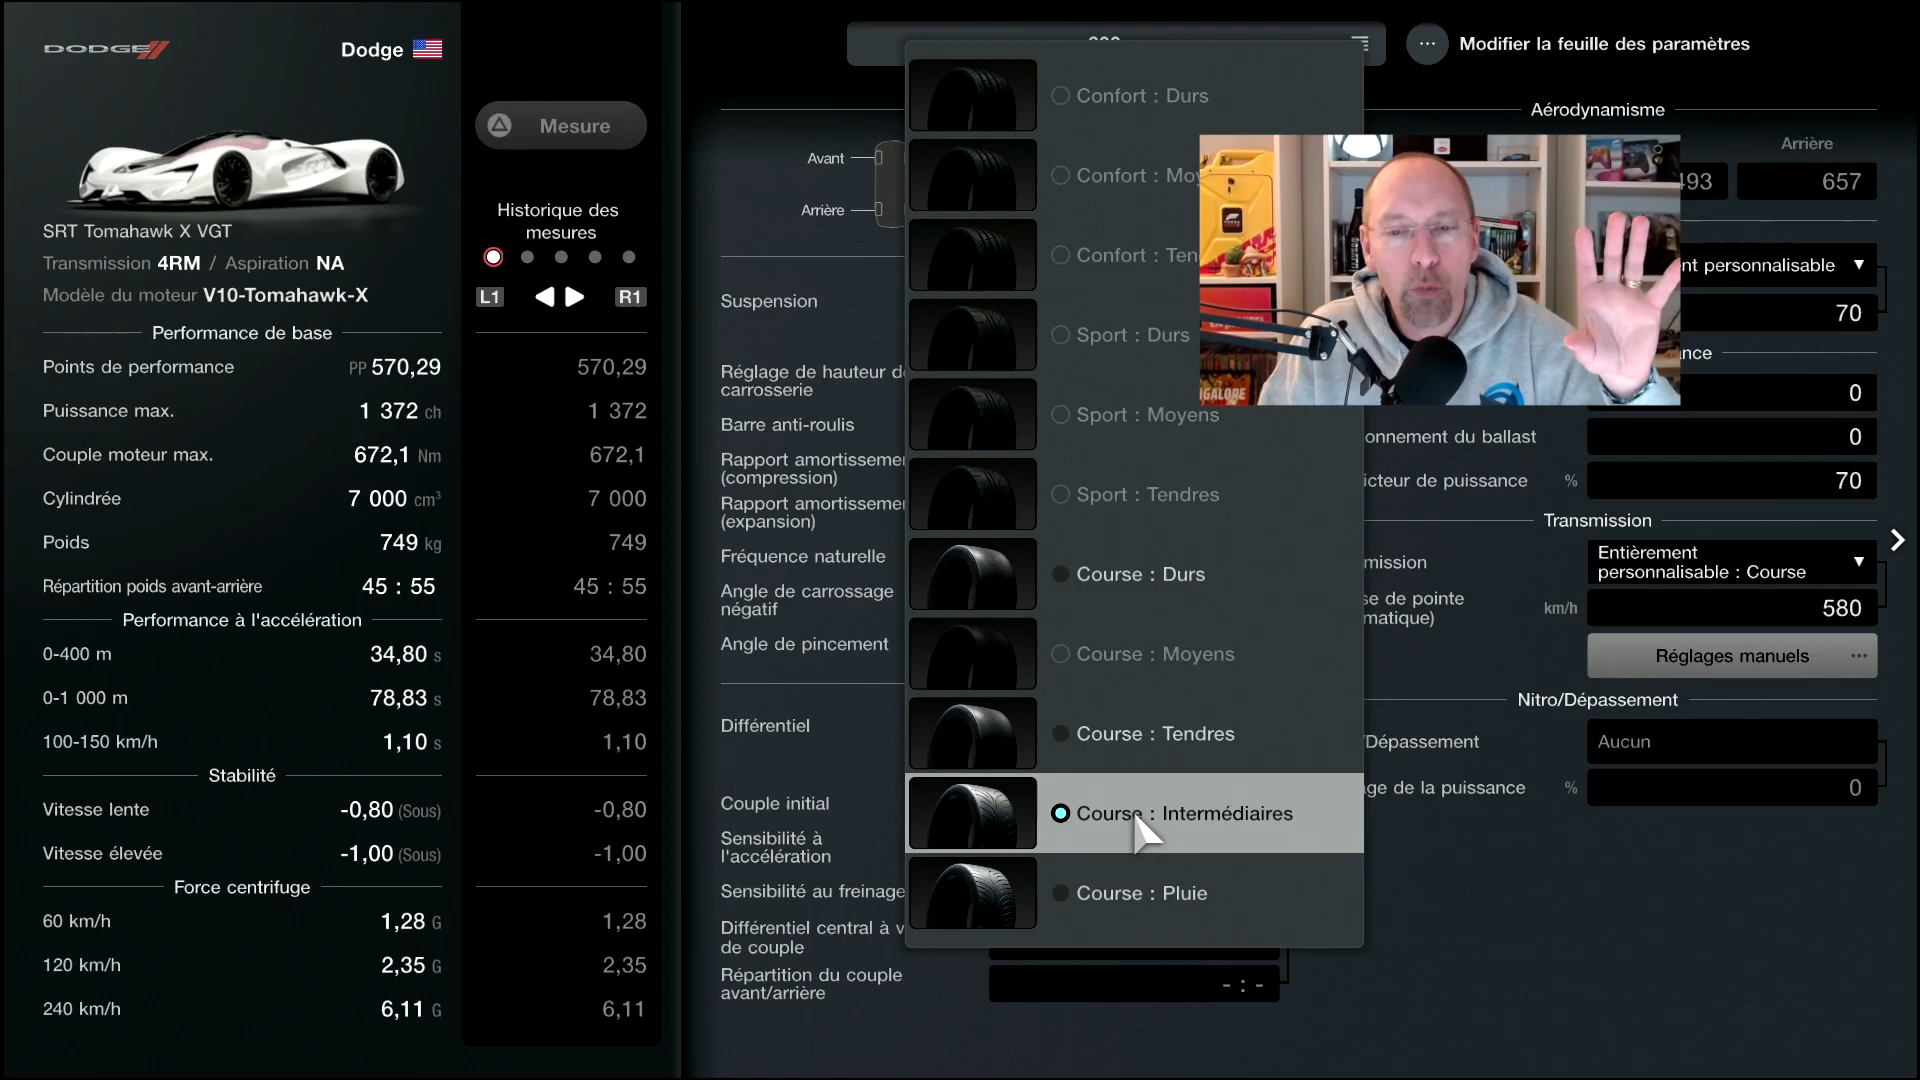 DODGE
Dodge
SRT Tomahawk X VGT
Transmission 4RM / Aspiration NA
Modèle du moteur V10-Tomahawk-X
Performance de base
Points de performance PP 570,29
Puissance max. 1 372 ch
Couple moteur max. 672,1 Nm
Cylindrée 7 000 cm³
Poids 749 kg
Répartition poids avant-arrière 45 : 55
Performance à l'accélération
0-400 m 34,80 s
0-1 000 m 78,83 s
100-150 km/h 1,10 s
Stabilité
Vitesse lente -0,80 (Sous)
Vitesse élevée -1,00 (Sous)
Force centrifuge
60 km/h 1,28 G
120 km/h 2,35 G
240 km/h 6,11 G
Mesure
Historique des
mesures
L1 R1
570,29
1 372
672,1
7 000
749
45 : 55
34,80
78,83
1,10
-0,80
-1,00
1,28
2,35
6,11
Modifier la feuille des paramètres
Avant
Arrière
Suspension
Réglage de hauteur d
carrosserie
Barre anti-roulis
Rapport amortisseme
(compression)
Rapport amortisseme
(expansion)
Fréquence naturelle
Angle de carrossage
négatif
Angle de pincement
Différentiel
Couple initial
Sensibilité à
l'accélération
Sensibilité au freinage
Différentiel central à v
de couple
Répartition du couple
avant/arrière
- : -
Confort : Durs
Confort : Moy
Confort : Ten
Sport : Durs
Sport : Moyens
Sport : Tendres
Course : Durs
Course : Moyens
Course : Tendres
Course : Intermédiaires
Course : Pluie
Aérodynamisme
Arrière
493 657
nt personnalisable
70
nce
0
onnement du ballast 0
icteur de puissance % 70
Transmission
mission Entièrement
personnalisable : Course
se de pointe
matique) km/h 580
Réglages manuels
Nitro/Dépassement
/Dépassement Aucun
ge de la puissance % 0
IGALORE